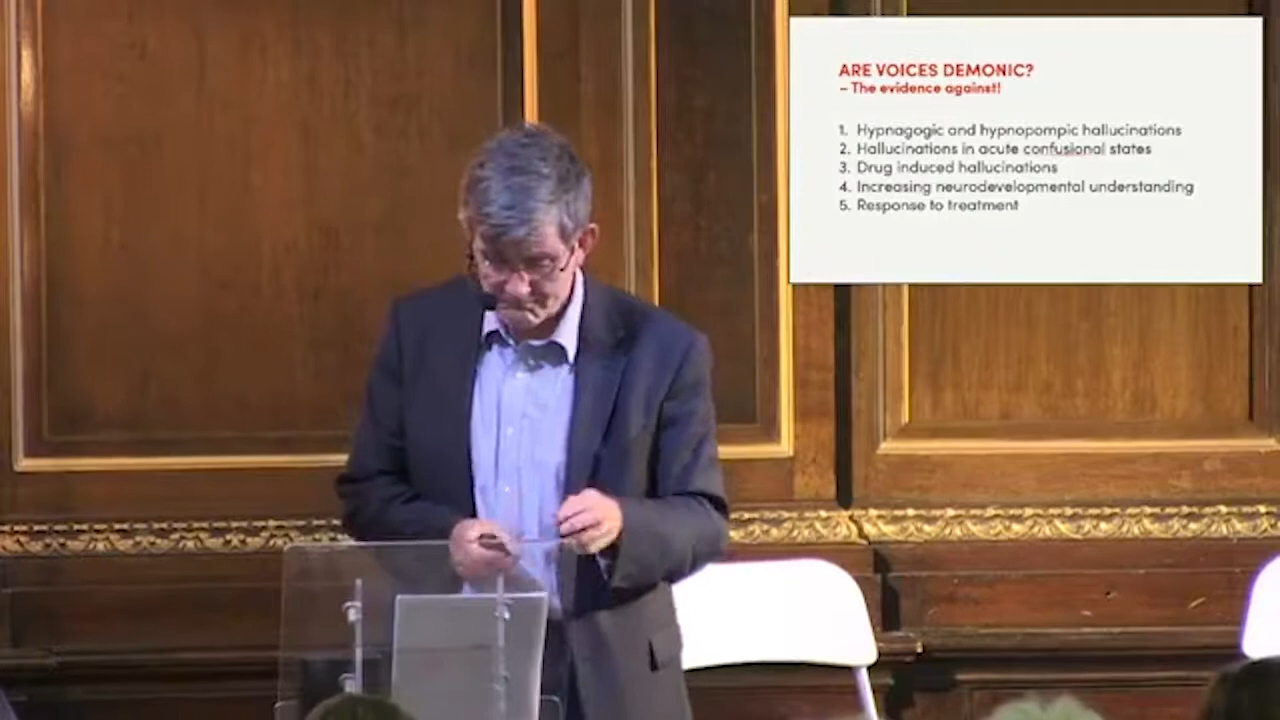 ARE VOICES DEMONIC?
– The evidence against!
1. Hypnagogic and hypnopompic hallucinations
2. Hallucinations in acute confusional states
3. Drug induced hallucinations
4. Increasing neurodevelopmental understanding
5. Response to treatment